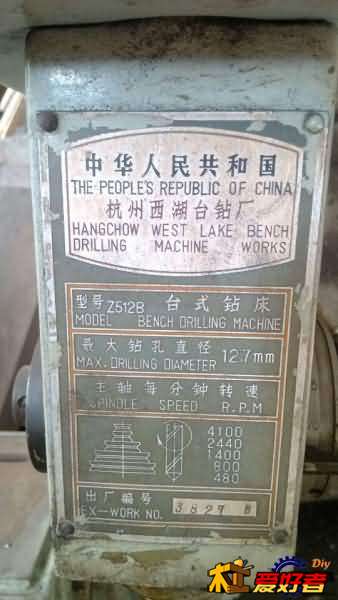 中华人民共和国
THE PEOPLE'S REPUBLIC OF CHINA
杭州西湖台钻厂
HANGCHOW WEST LAKE BENCH
DRILLING MACHINE WORKS
型号 Z512B 台式钻床
MODEL BENCH DRILLING MACHINE
最大钻孔直径 12.7mm
MAX. DRILLING DIAMETER
主轴每分钟转速
SPINDLE SPEED R.P.M
4100
2440
1400
800
480
出厂编号
EX-WORK NO. 3827
Diy
木工爱好者